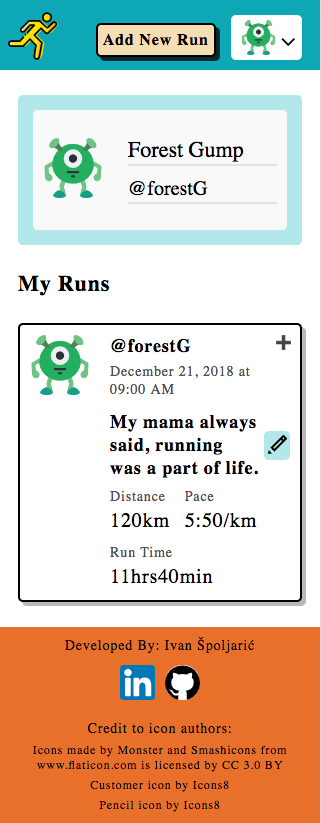 Add New Run
Forest Gump
@forestG
My Runs
@forestG
December 21, 2018 at
09:00 AM
My mama always
said, running
was a part of life.
Distance Pace
120km 5:50/km
Run Time
11hrs40min
Developed By: Ivan Špoljarić
in
Credit to icon authors:
Icons made by Monster and Smashicons from
www.flaticon.com is licensed by CC 3.0 BY
Customer icon by Icons8
Pencil icon by Icons8